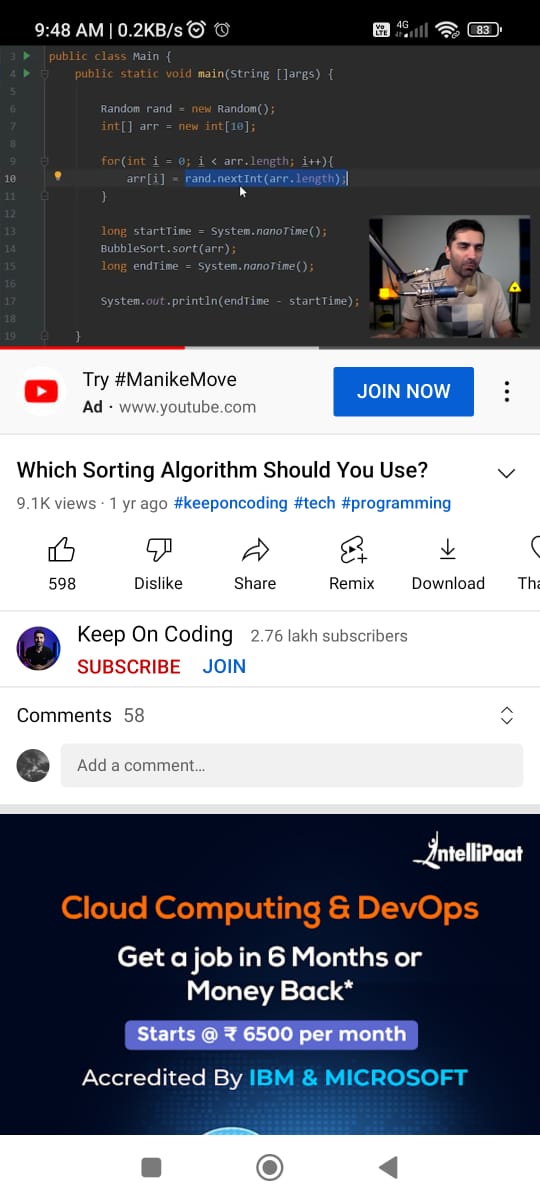 9:48 AM | 0.2KB/s
Vo LTE 4G 83
3 public class Main {
4 public static void main(String []args) {
5
6 Random rand = new Random();
7 int[] arr = new int[10];
8
9 for(int i = 0; i < arr.length; i++){
10 arr[i] = rand.nextInt(arr.length);
11 }
12
13 long startTime = System.nanoTime();
14 BubbleSort.sort(arr);
15 long endTime = System.nanoTime();
16
17 System.out.println(endTime - startTime);
18
19 }
Try #ManikeMove
Ad · www.youtube.com
JOIN NOW
Which Sorting Algorithm Should You Use?
9.1K views · 1 yr ago #keeponcoding #tech #programming
598 Dislike Share Remix Download Tha
Keep On Coding 2.76 lakh subscribers
SUBSCRIBE JOIN
Comments 58
Add a comment...
IntelliPaat
Cloud Computing & DevOps
Get a job in 6 Months or
Money Back*
Starts @ ₹ 6500 per month
Accredited By IBM & MICROSOFT